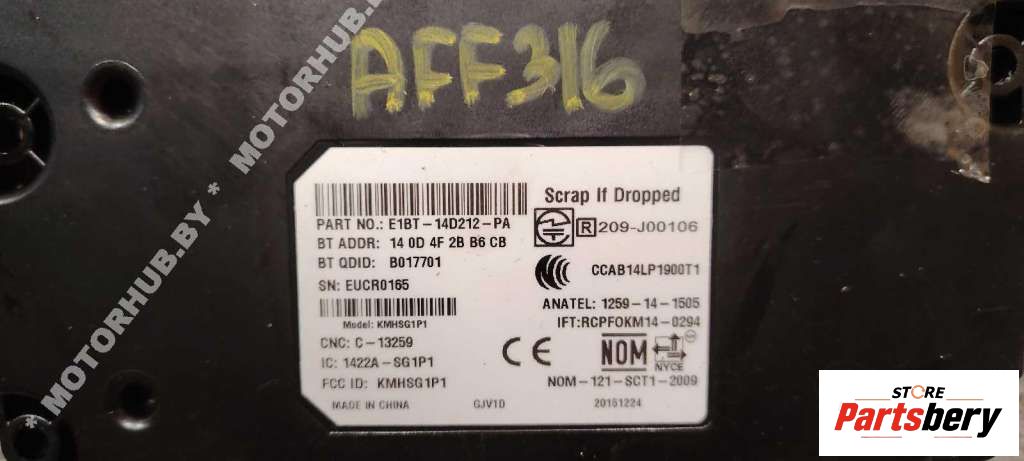 AFF316
* MOTORHUB.BY * MOTORHUB.BY
PART NO.: E1BT-14D212-PA
BT ADDR: 14 0D 4F 2B B6 CB
BT QDID: B017701
SN: EUCR0165
Model: KMHSG1P1
CNC: C-13259
IC: 1422A-SG1P1
FCC ID: KMHSG1P1
MADE IN CHINA
GJV1D
Scrap If Dropped
R 209-J00106
CCAB14LP1900T1
ANATEL: 1259-14-1505
IFT:RCPFOKM14-0294
CE NOM NYCE
NOM-121-SCT1-2009
20161224
STORE
Partsbery